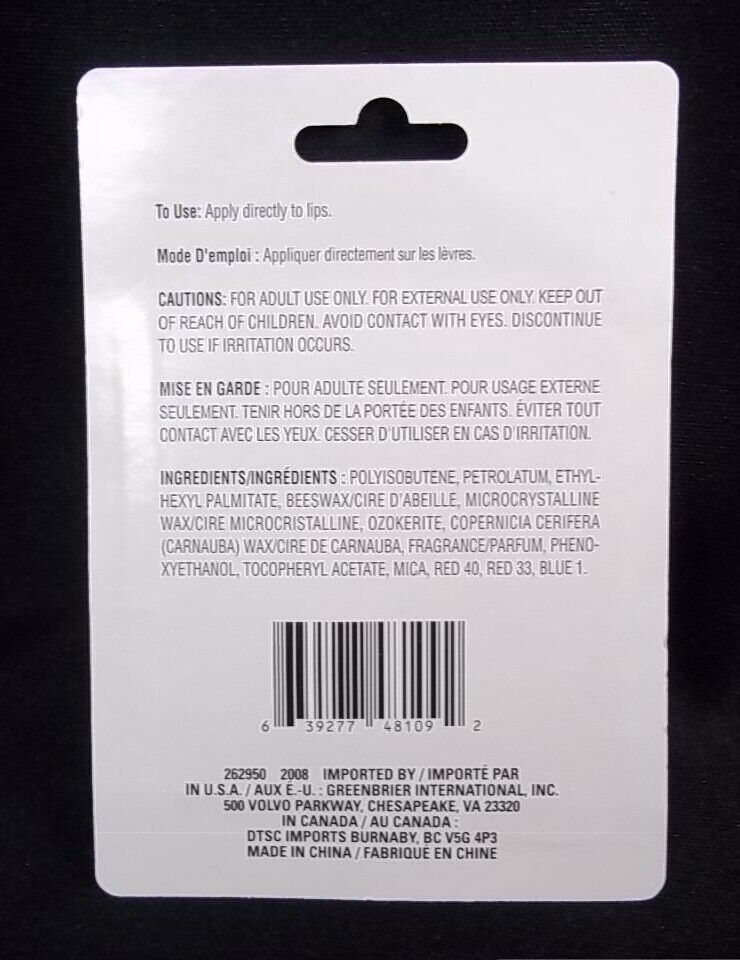 To Use: Apply directly to lips.
Mode D'emploi : Appliquer directement sur les lèvres.
CAUTIONS: FOR ADULT USE ONLY. FOR EXTERNAL USE ONLY. KEEP OUT
OF REACH OF CHILDREN. AVOID CONTACT WITH EYES. DISCONTINUE
TO USE IF IRRITATION OCCURS.
MISE EN GARDE : POUR ADULTE SEULEMENT. POUR USAGE EXTERNE
SEULEMENT. TENIR HORS DE LA PORTÉE DES ENFANTS. ÉVITER TOUT
CONTACT AVEC LES YEUX. CESSER D'UTILISER EN CAS D'IRRITATION.
INGREDIENTS/INGRÉDIENTS : POLYISOBUTENE, PETROLATUM, ETHYL-
HEXYL PALMITATE, BEESWAX/CIRE D'ABEILLE, MICROCRYSTALLINE
WAX/CIRE MICROCRISTALLINE, OZOKERITE, COPERNICIA CERIFERA
(CARNAUBA) WAX/CIRE DE CARNAUBA, FRAGRANCE/PARFUM, PHENO-
XYETHANOL, TOCOPHERYL ACETATE, MICA, RED 40, RED 33, BLUE 1.
6 39277 48109 2
262950 2008 IMPORTED BY / IMPORTÉ PAR
IN U.S.A. / AUX É.-U. : GREENBRIER INTERNATIONAL, INC.
500 VOLVO PARKWAY, CHESAPEAKE, VA 23320
IN CANADA / AU CANADA :
DTSC IMPORTS BURNABY, BC V5G 4P3
MADE IN CHINA / FABRIQUÉ EN CHINE